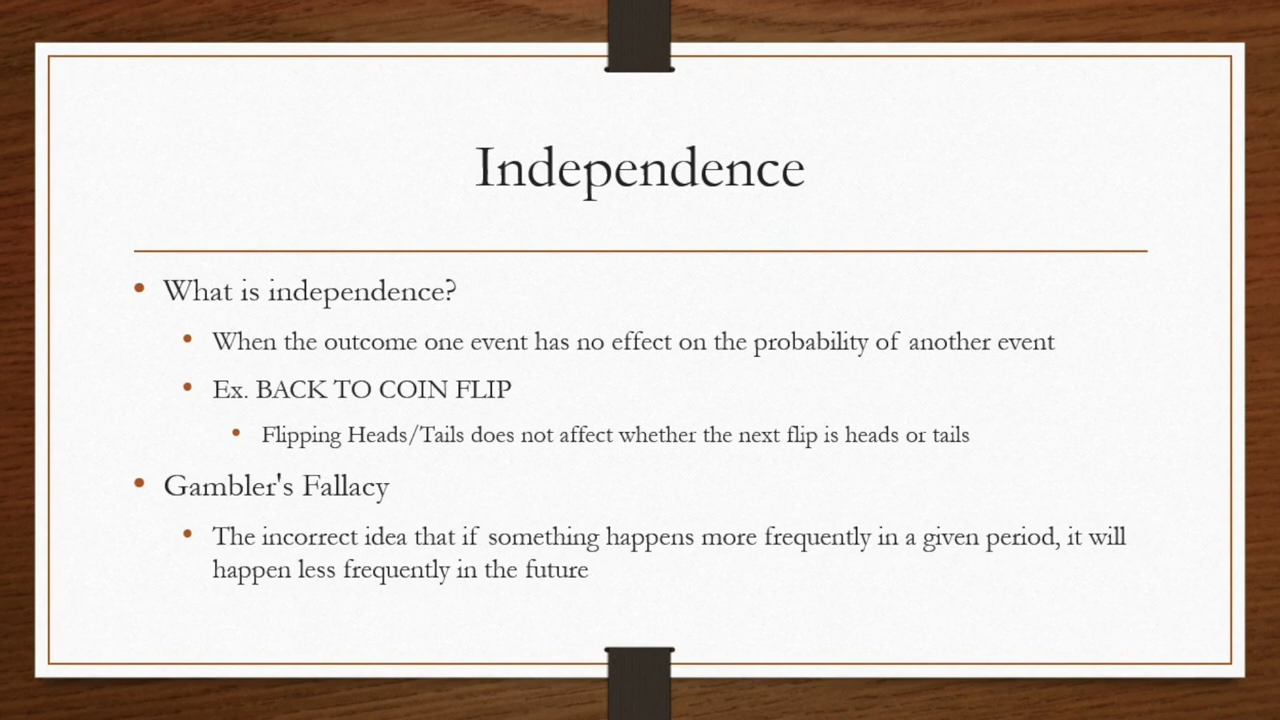 Independence
• What is independence?
• When the outcome one event has no effect on the probability of another event
• Ex. BACK TO COIN FLIP
• Flipping Heads/Tails does not affect whether the next flip is heads or tails
• Gambler's Fallacy
• The incorrect idea that if something happens more frequently in a given period, it will
happen less frequently in the future